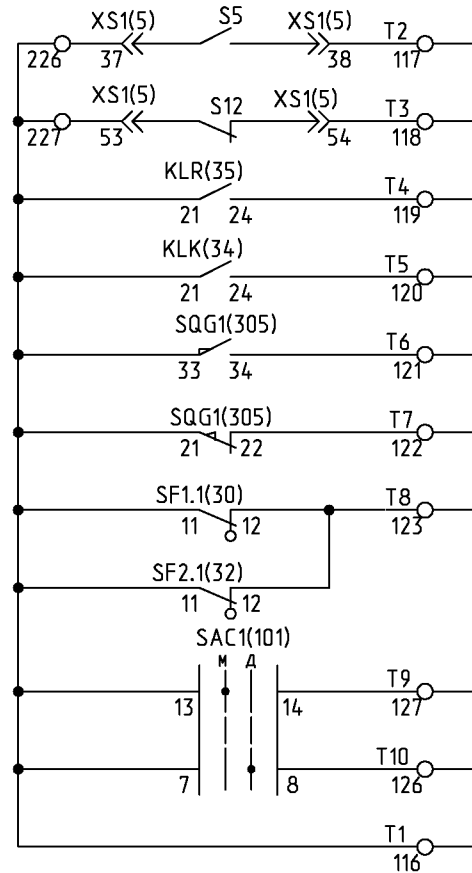 XS1(5) S5 XS1(5) T2
226 37 38 117
XS1(5) S12 XS1(5) T3
227 53 54 118
KLR(35) T4
21 24 119
KLK(34) T5
21 24 120
SQG1(305) T6
33 34 121
SQG1(305) T7
21 22 122
SF1.1(30) T8
11 12 123
SF2.1(32)
11 12
SAC1(101)
М Д
T9
13 14 127
T10
7 8 126
T1
116